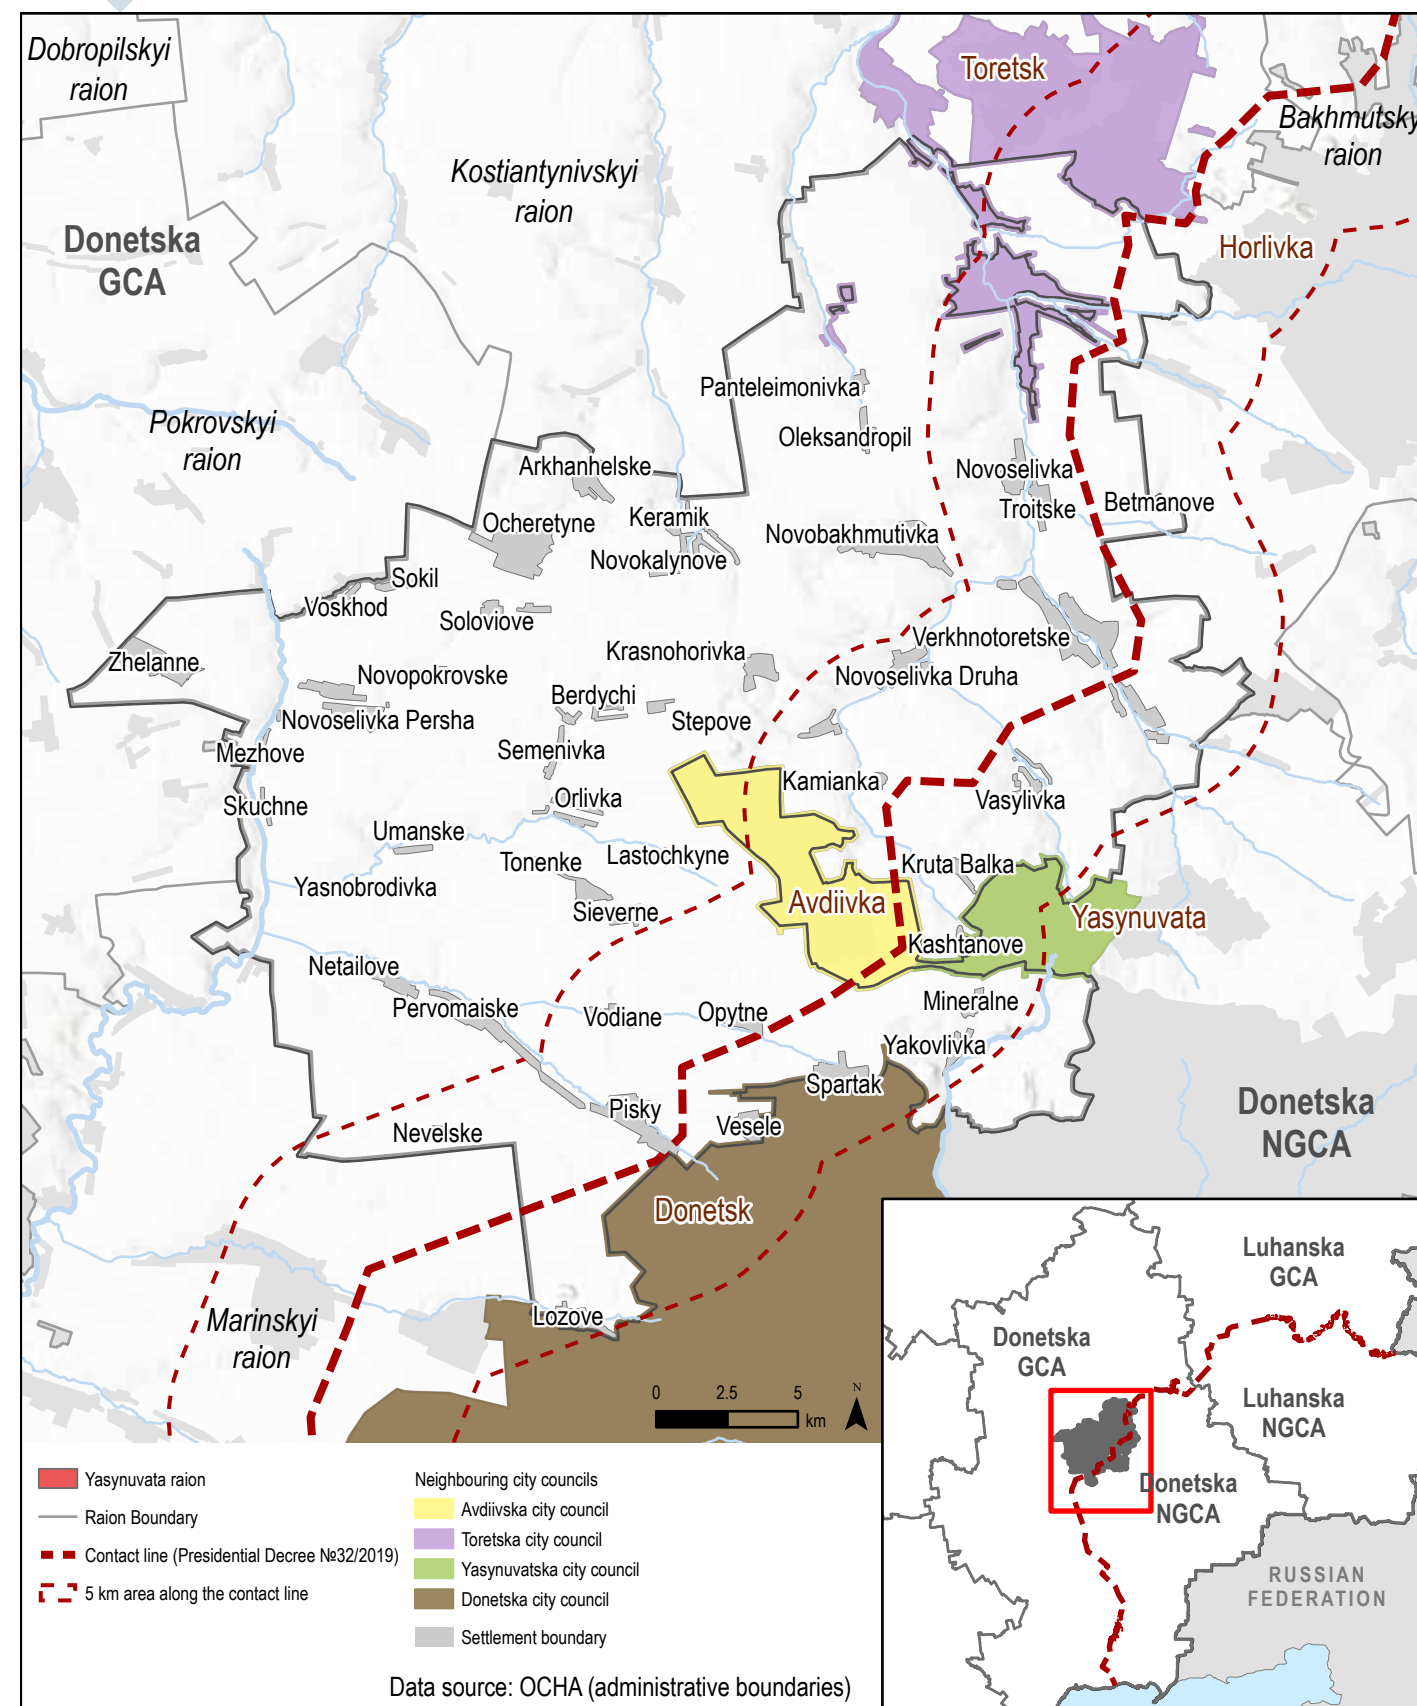 Dobropilskyi
raion
Toretsk
Bakhmutsky
raion
Kostiantynivskyi
raion
Donetska
GCA
Horlivka
Panteleimonivka
Pokrovskyi
raion
Oleksandropil
Arkhanhelske
Novoselivka
Ocheretyne
Keramik
Troitske
Betmanove
Novobakhmutivka
Novokalynove
Sokil
Voskhod
Soloviove
Verkhnotoretske
Zhelanne
Krasnohorivka
Novopokrovske
Novoselivka Druha
Berdychi
Novoselivka Persha
Stepove
Mezhove
Semenivka
Kamianka
Skuchne
Orlivka
Vasylivka
Umanske
Tonenke
Lastochkyne
Kruta Balka
Yasnobrodivka
Avdiivka
Sieverne
Yasynuvata
Kashtanove
Netailove
Pervomaiske
Vodiane
Opytne
Mineralne
Yakovlivka
Spartak
Donetska
NGCA
Pisky
Vesele
Nevelske
Donetsk
Lozove
Marinskyi
raion
0 2.5 5
km
N
Luhanska
GCA
Donetska
GCA
Luhanska
NGCA
Donetska
NGCA
RUSSIAN
FEDERATION
Yasynuvata raion
Raion Boundary
Contact line (Presidential Decree №32/2019)
5 km area along the contact line
Neighbouring city councils
Avdiivska city council
Toretska city council
Yasynuvatska city council
Donetska city council
Settlement boundary
Data source: OCHA (administrative boundaries)